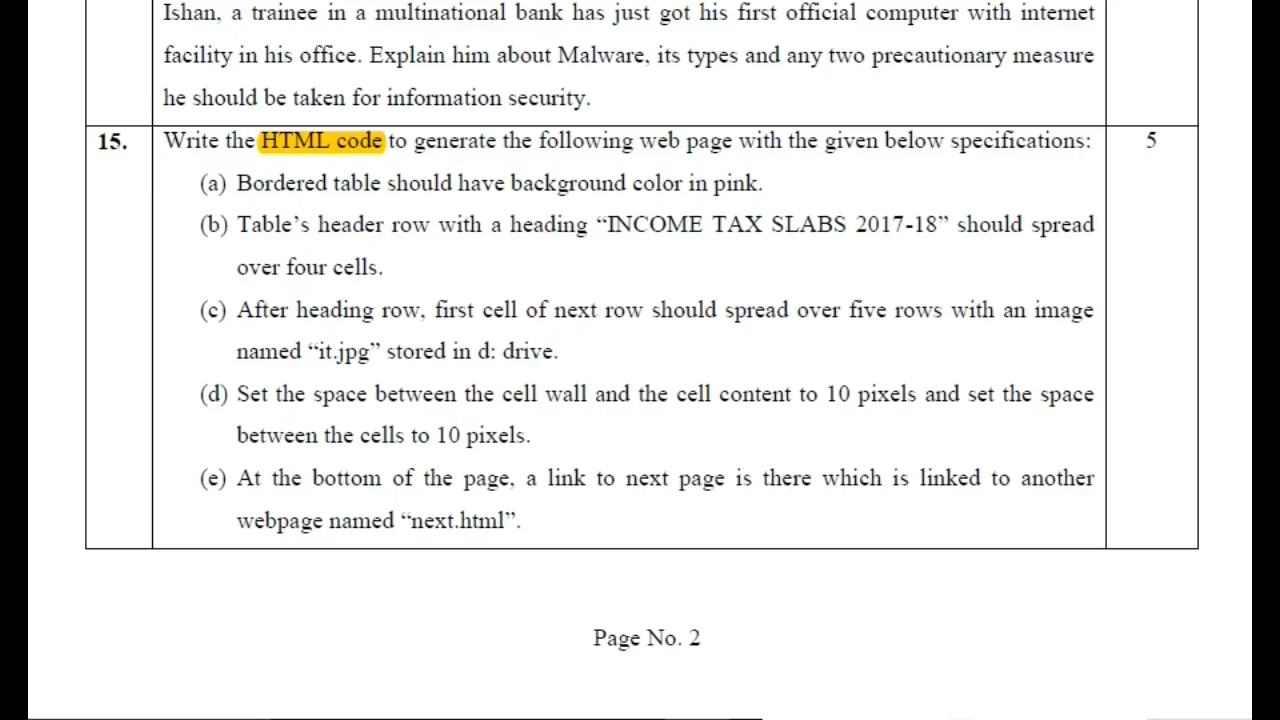 Ishan, a trainee in a multinational bank has just got his first official computer with internet
facility in his office. Explain him about Malware, its types and any two precautionary measure
he should be taken for information security.
15. Write the HTML code to generate the following web page with the given below specifications: 5
(a) Bordered table should have background color in pink.
(b) Table’s header row with a heading “INCOME TAX SLABS 2017-18” should spread
over four cells.
(c) After heading row, first cell of next row should spread over five rows with an image
named “it.jpg” stored in d: drive.
(d) Set the space between the cell wall and the cell content to 10 pixels and set the space
between the cells to 10 pixels.
(e) At the bottom of the page, a link to next page is there which is linked to another
webpage named “next.html”.
Page No. 2